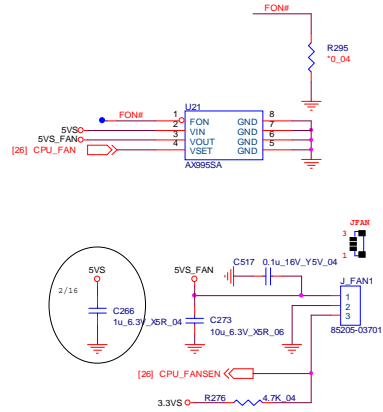 FON#
R295
*0_04
U21
FON# 1 FON GND 8
5VS 2 VIN GND 7
5VS_FAN 3 VOUT GND 6
[26] CPU_FAN 4 VSET GND 5
AX995SA
JFAN
3
1
2/16
5VS
C266
1u_6.3V_X5R_04
5VS_FAN
C517 0.1u_16V_Y5V_04
C273
10u_6.3V_X5R_06
J_FAN1
1
2
3
85205-03701
[26] CPU_FANSEN
3.3VS R276 4.7K_04